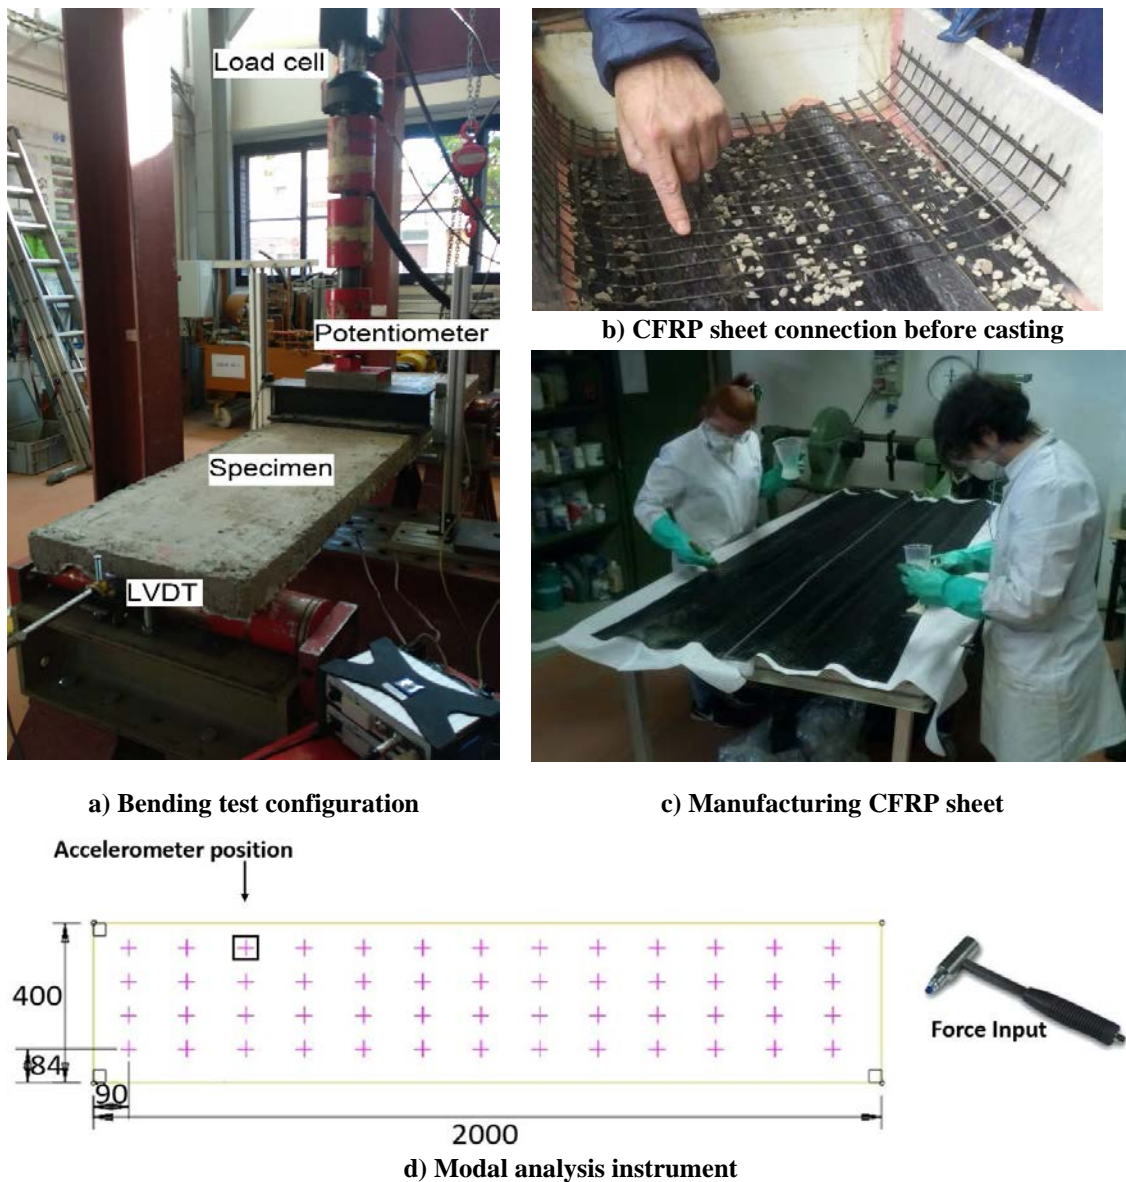 Load cell
Potentiometer
Specimen
LVDT
b) CFRP sheet connection before casting
a) Bending test configuration
c) Manufacturing CFRP sheet
Accelerometer position
400
84
90
2000
Force Input
d) Modal analysis instrument